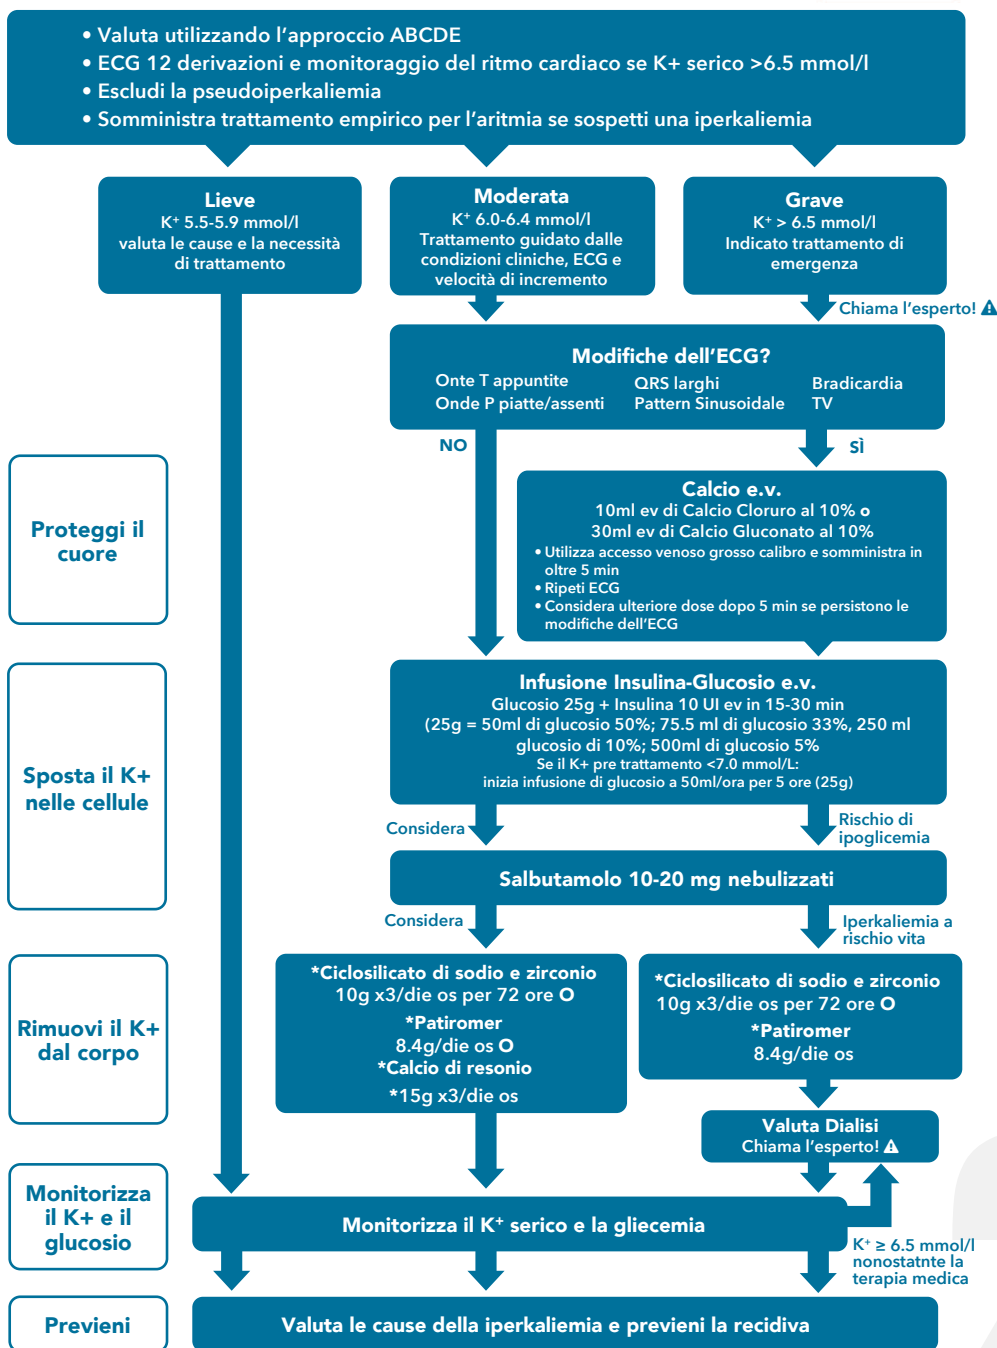 • Valuta utilizzando l'approccio ABCDE
• ECG 12 derivazioni e monitoraggio del ritmo cardiaco se K+ serico >6.5 mmol/l
• Escludi la pseudoiperkaliemia
• Somministra trattamento empirico per l'aritmia se sospetti una iperkaliemia
Lieve
K⁺ 5.5-5.9 mmol/l
valuta le cause e la necessità
di trattamento
Moderata
K⁺ 6.0-6.4 mmol/l
Trattamento guidato dalle
condizioni cliniche, ECG e
velocità di incremento
Grave
K⁺ > 6.5 mmol/l
Indicato trattamento di
emergenza
Chiama l'esperto! ⚠
Modifiche dell'ECG?
Onte T appuntite
Onde P piatte/assenti
QRS larghi
Pattern Sinusoidale
Bradicardia
TV
NO
SÌ
Proteggi il
cuore
Calcio e.v.
10ml ev di Calcio Cloruro al 10% o
30ml ev di Calcio Gluconato al 10%
• Utilizza accesso venoso grosso calibro e somministra in
oltre 5 min
• Ripeti ECG
• Considera ulteriore dose dopo 5 min se persistono le
modifiche dell'ECG
Sposta il K+
nelle cellule
Infusione Insulina-Glucosio e.v.
Glucosio 25g + Insulina 10 UI ev in 15-30 min
(25g = 50ml di glucosio 50%; 75.5 ml di glucosio 33%, 250 ml
glucosio di 10%; 500ml di glucosio 5%
Se il K+ pre trattamento <7.0 mmol/L:
inizia infusione di glucosio a 50ml/ora per 5 ore (25g)
Considera
Rischio di
ipoglicemia
Salbutamolo 10-20 mg nebulizzati
Considera
Iperkaliemia a
rischio vita
Rimuovi il K+
dal corpo
*Ciclosilicato di sodio e zirconio
10g x3/die os per 72 ore O
*Patiromer
8.4g/die os O
*Calcio di resonio
*15g x3/die os
*Ciclosilicato di sodio e zirconio
10g x3/die os per 72 ore O
*Patiromer
8.4g/die os
Valuta Dialisi
Chiama l'esperto! ⚠
Monitorizza
il K+ e il
glucosio
Monitorizza il K⁺ serico e la gliecemia
K⁺ ≥ 6.5 mmol/l
nonostatnte la
terapia medica
Previeni
Valuta le cause della iperkaliemia e previeni la recidiva